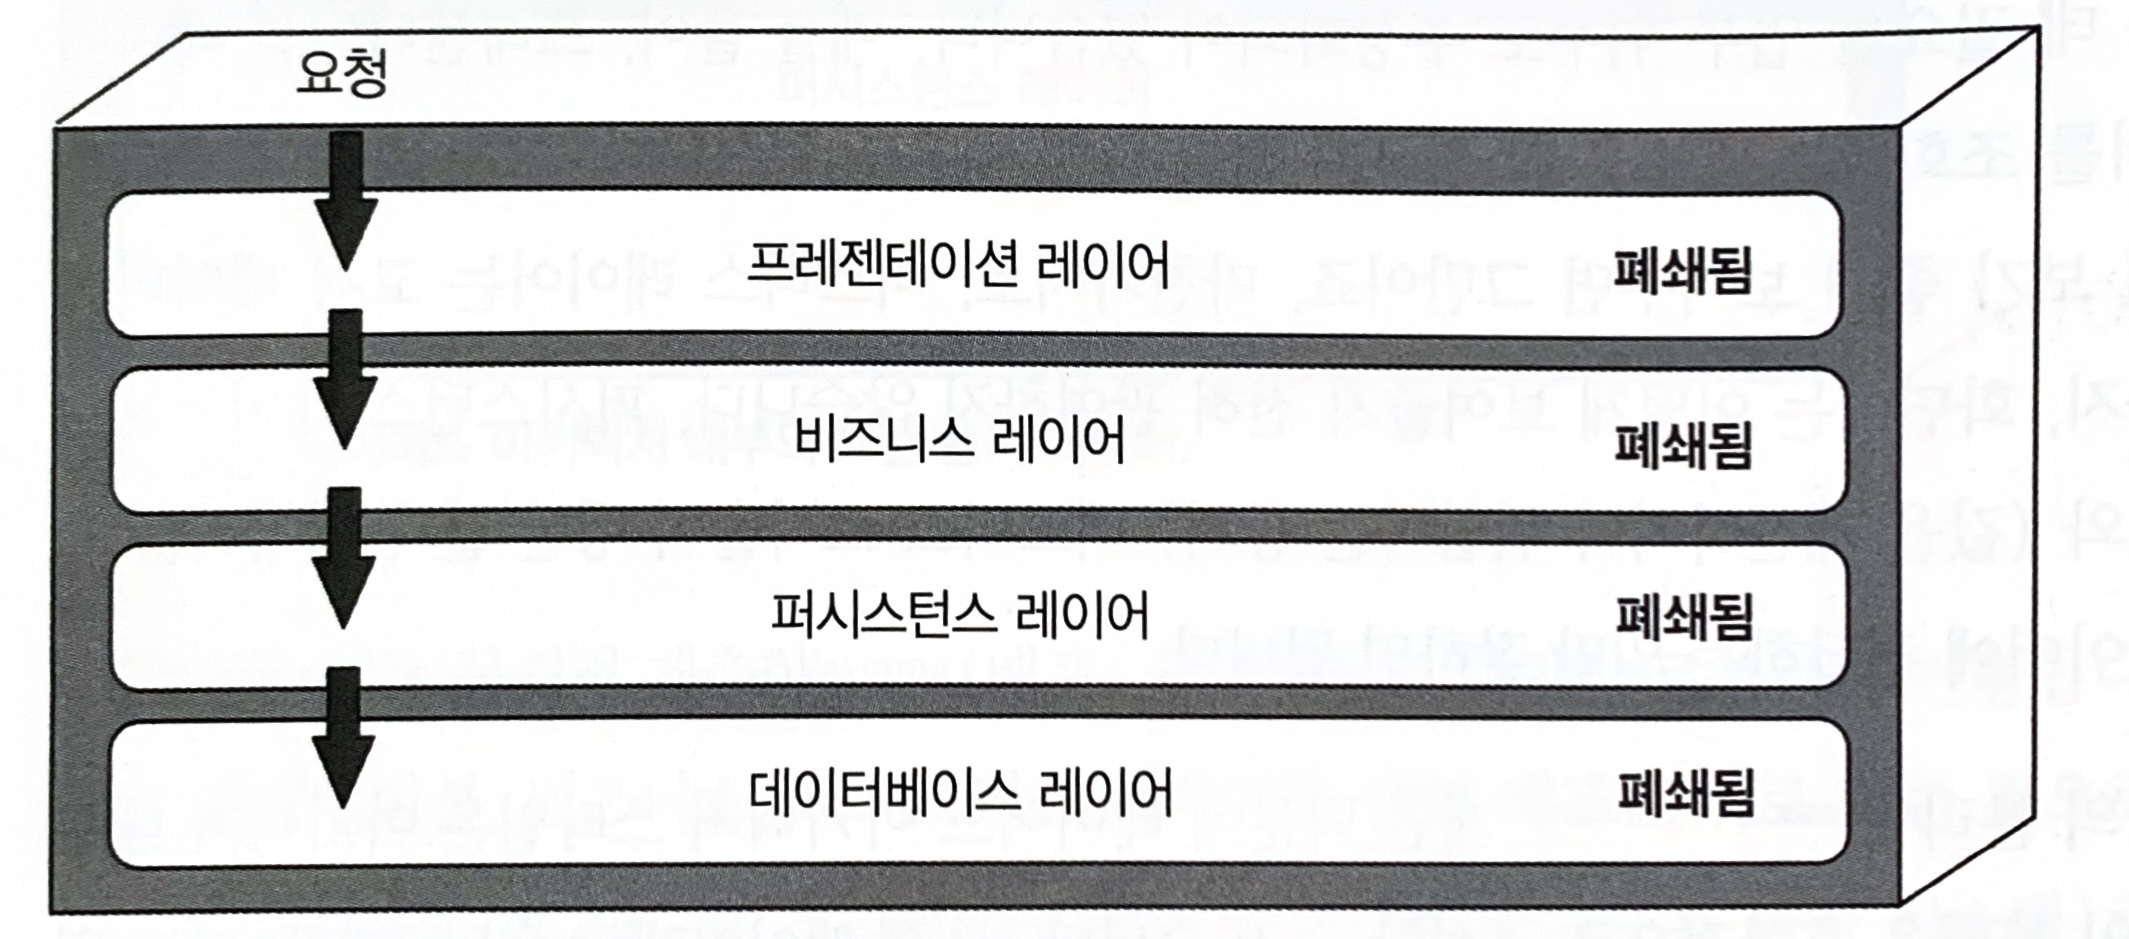 요청
프레젠테이션 레이어 폐쇄됨
비즈니스 레이어 폐쇄됨
퍼시스턴스 레이어 폐쇄됨
데이터베이스 레이어 폐쇄됨